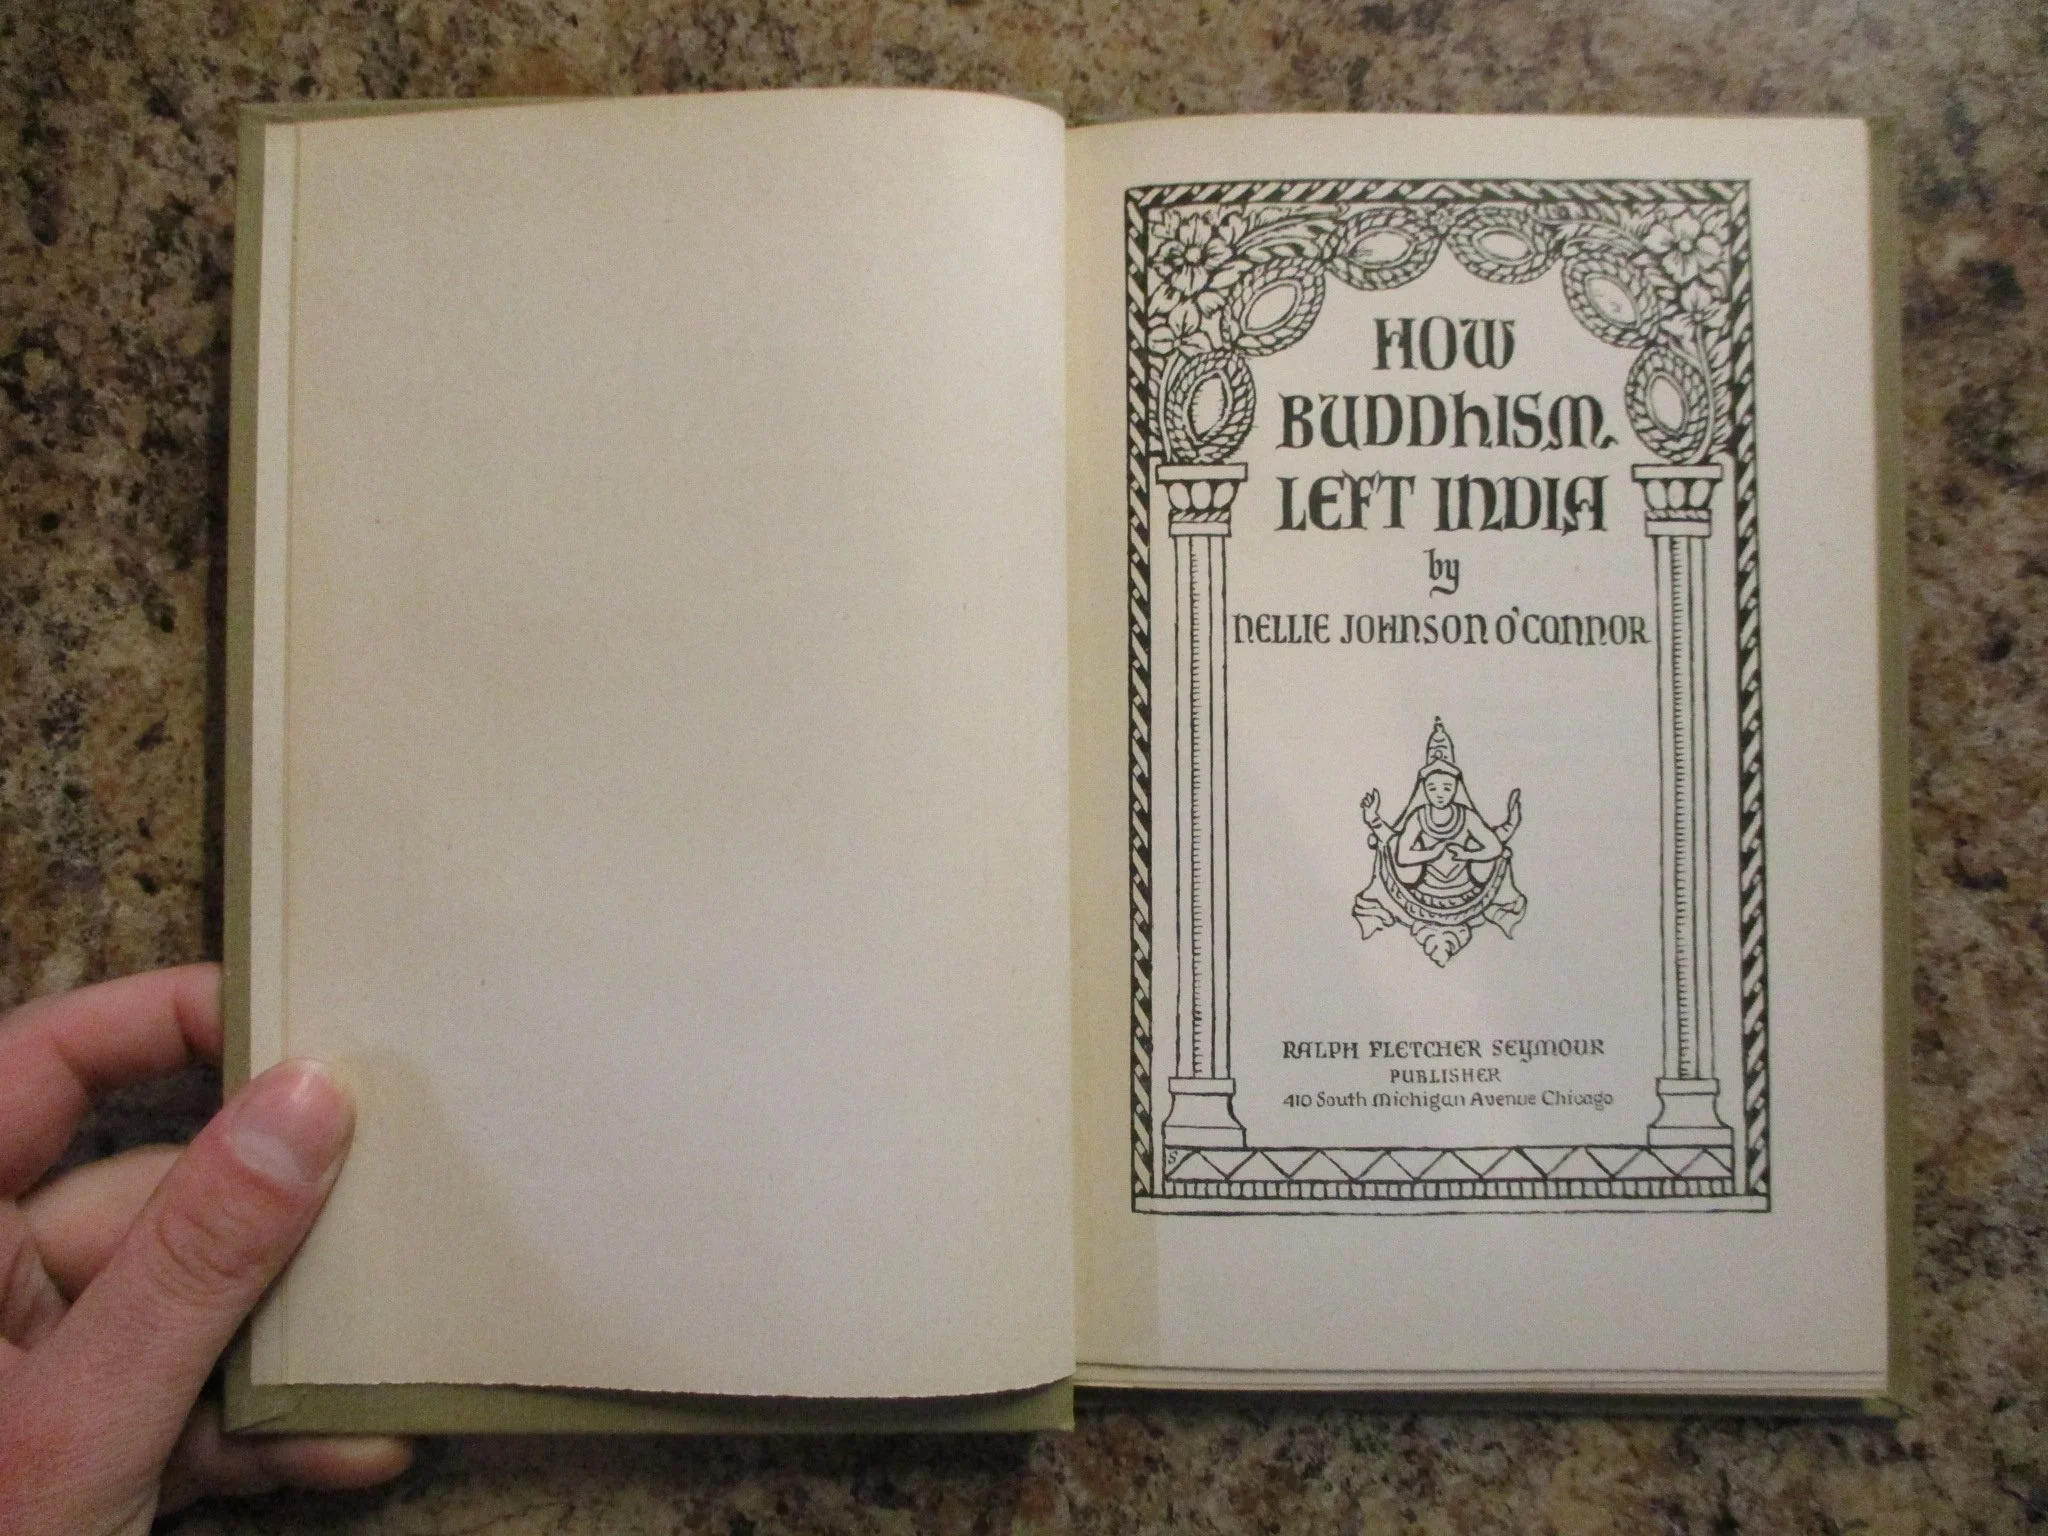 HOW
BUDDhISM
LEFT INDIA
by
NELLIE JOHNSON O'CONNOR
RALPH FLETCHER SEYMOUR
PUBLISHER
410 South Michigan Avenue Chicago
S